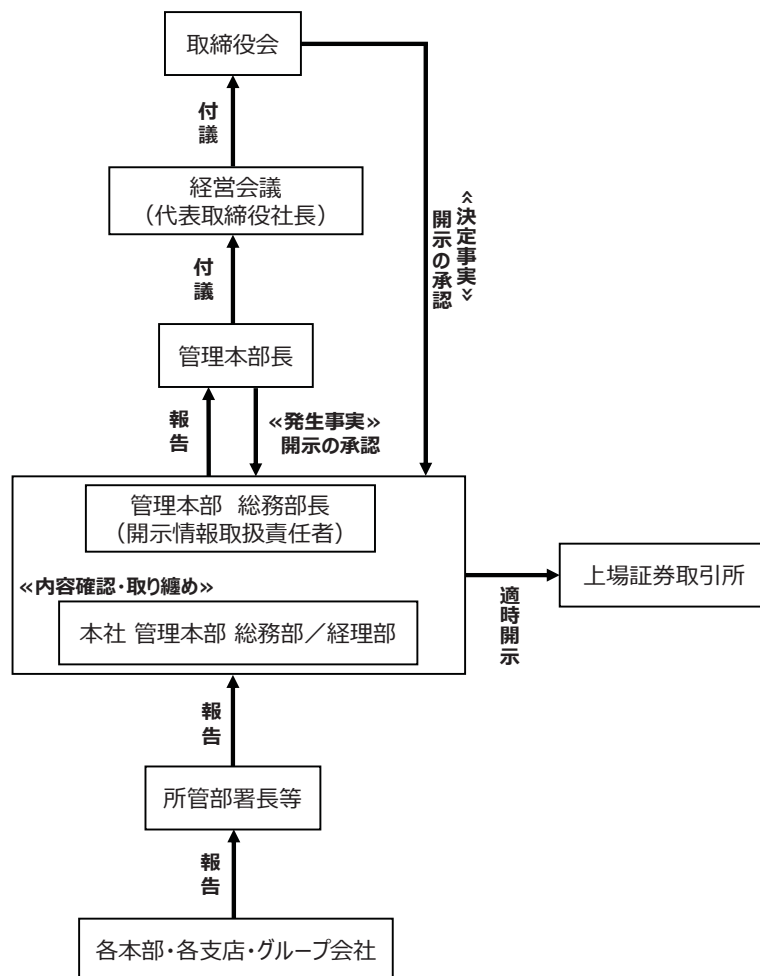 取締役会
付議
経営会議
（代表取締役社長）
≪決定事実≫
開示の承認
付議
管理本部長
報告
«発生事実»
開示の承認
管理本部 総務部長
（開示情報取扱責任者）
«内容確認・取り纏め»
本社 管理本部 総務部／経理部
適時開示
上場証券取引所
報告
所管部署長等
報告
各本部・各支店・グループ会社